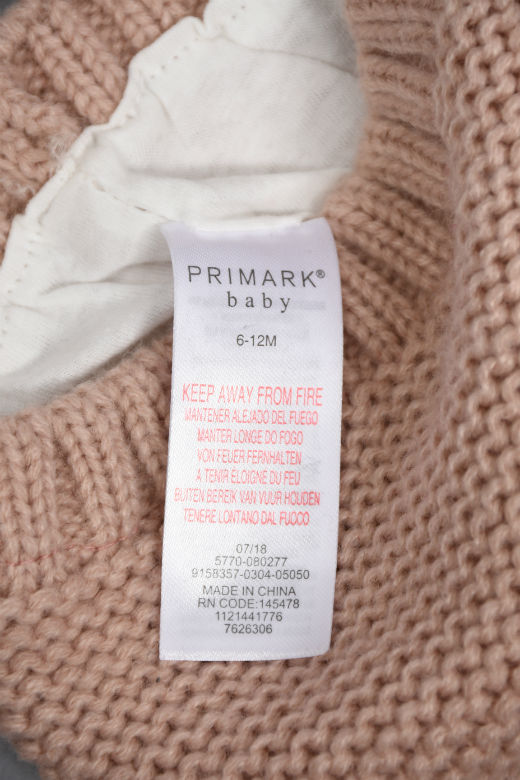 PRIMARK®
baby
6-12M
KEEP AWAY FROM FIRE
MANTENER ALEJADO DEL FUEGO
MANTER LONGE DO FOGO
VON FEUER FERNHALTEN
A TENIR ÉLOIGNE DU FEU
BUITEN BEREIK VAN VUUR HOUDEN
TENERE LONTANO DAL FUOCO
07/18
5770-080277
9158357-0304-05050
MADE IN CHINA
RN CODE:145478
1121441776
7626306